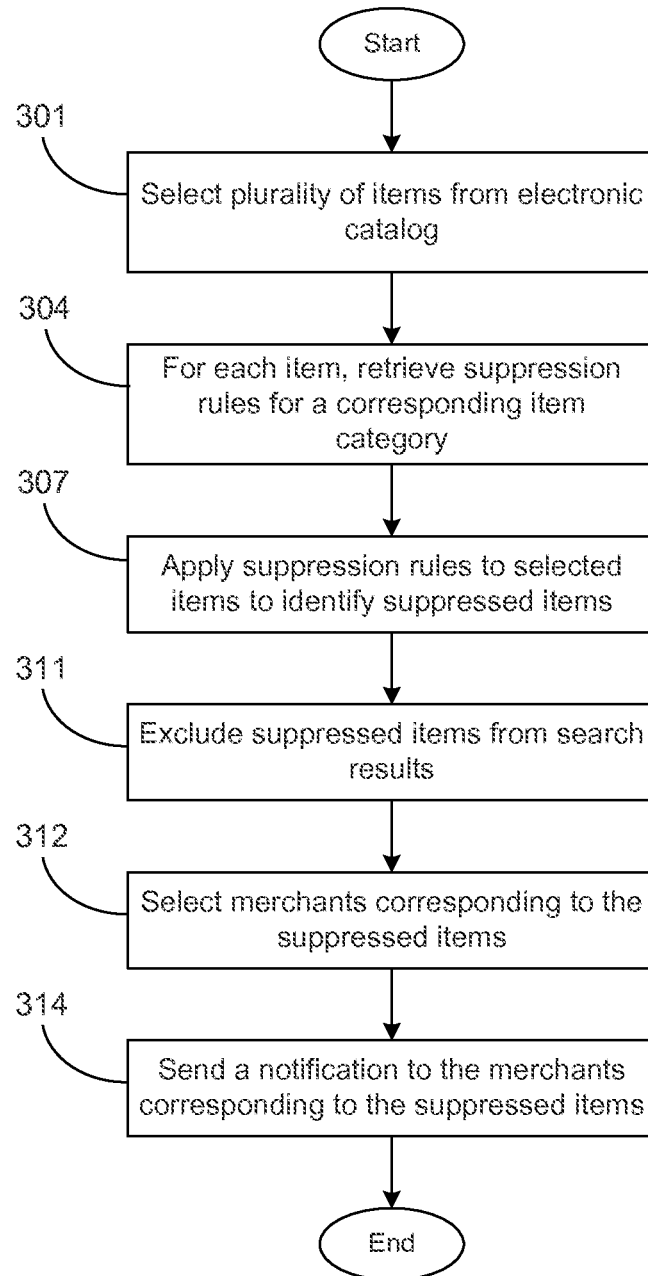 Start
301
Select plurality of items from electronic
catalog
304
For each item, retrieve suppression
rules for a corresponding item
category
307
Apply suppression rules to selected
items to identify suppressed items
311
Exclude suppressed items from search
results
312
Select merchants corresponding to the
suppressed items
314
Send a notification to the merchants
corresponding to the suppressed items
End